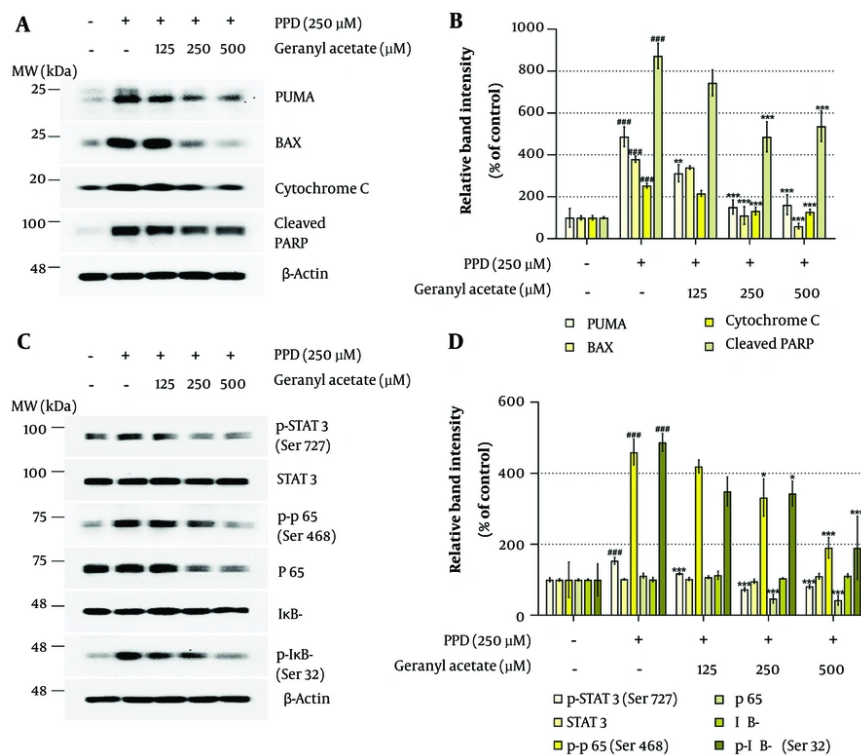 A
- + + + + PPD (250 μM)
- - 125 250 500 Geranyl acetate (μM)
MW (kDa)
25 PUMA
25 BAX
20 Cytochrome C
100 Cleaved
PARP
48 β-Actin
B
Relative band intensity
(% of control)
1000
800
600
400
200
0
### ### ### ###
**
*** *** *** ***
*** *** *** ***
PPD (250 μM) - + + + +
Geranyl acetate (μM) - - 125 250 500
PUMA Cytochrome C
BAX Cleaved PARP
C
- + + + + PPD (250 μM)
- - 125 250 500 Geranyl acetate (μM)
MW (kDa)
100 p-STAT 3
(Ser 727)
100 STAT 3
75 p-p 65
(Ser 468)
75 P 65
48 IκB-
48 p-IκB-
(Ser 32)
48 β-Actin
D
Relative band intensity
(% of control)
600
400
200
0
### ### ###
***
*** * *** *
*** *** *** ***
PPD (250 μM) - + + + +
Geranyl acetate (μM) - - 125 250 500
p-STAT 3 (Ser 727) p 65
STAT 3 I B-
p-p 65 (Ser 468) p-I B- (Ser 32)